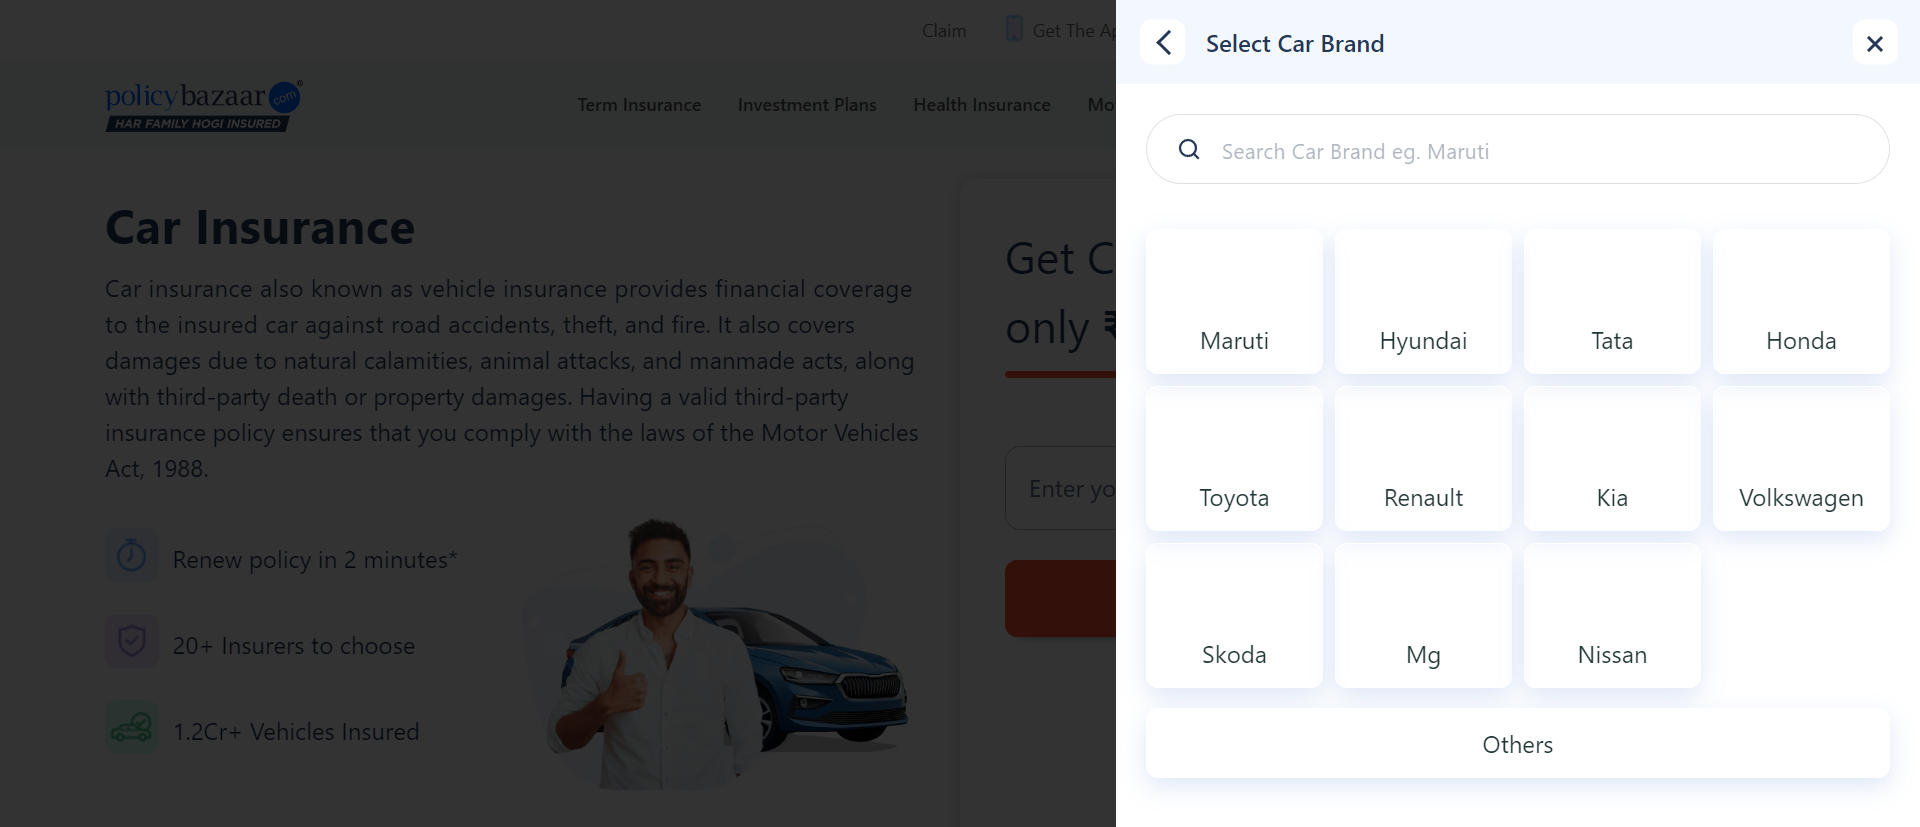 Claim
Get The
policybazaar.com
HAR FAMILY HOGI INSURED
Term Insurance
Investment Plans
Health Insurance
Car Insurance
Car insurance also known as vehicle insurance provides financial coverage
to the insured car against road accidents, theft, and fire. It also covers
damages due to natural calamities, animal attacks, and manmade acts, along
with third-party death or property damages. Having a valid third-party
insurance policy ensures that you comply with the laws of the Motor Vehicles
Act, 1988.
Renew policy in 2 minutes*
20+ Insurers to choose
1.2Cr+ Vehicles Insured
Get
only ₹
Enter
Select Car Brand
Search Car Brand eg. Maruti
Maruti
Hyundai
Tata
Honda
Toyota
Renault
Kia
Volkswagen
Skoda
Mg
Nissan
Others